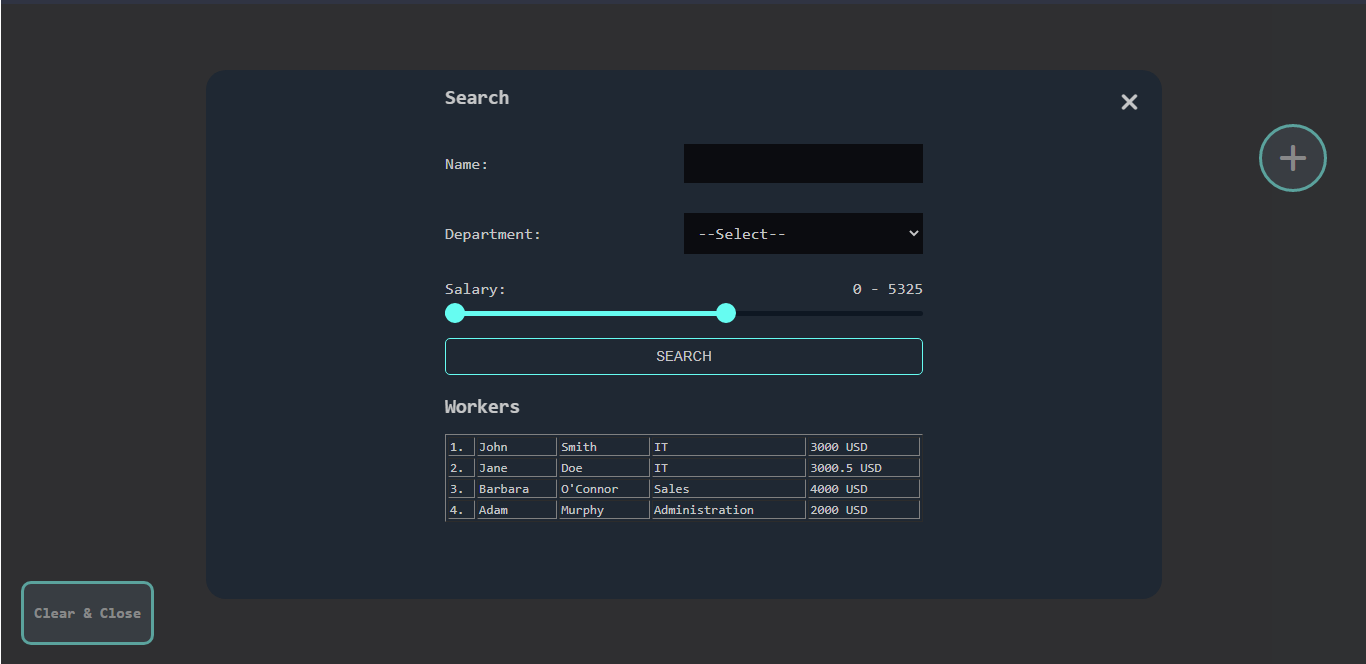 Search
Name:
Department: --Select--
Salary: 0 - 5325
SEARCH
Workers
1. John Smith IT 3000 USD
2. Jane Doe IT 3000.5 USD
3. Barbara O'Connor Sales 4000 USD
4. Adam Murphy Administration 2000 USD
Clear & Close